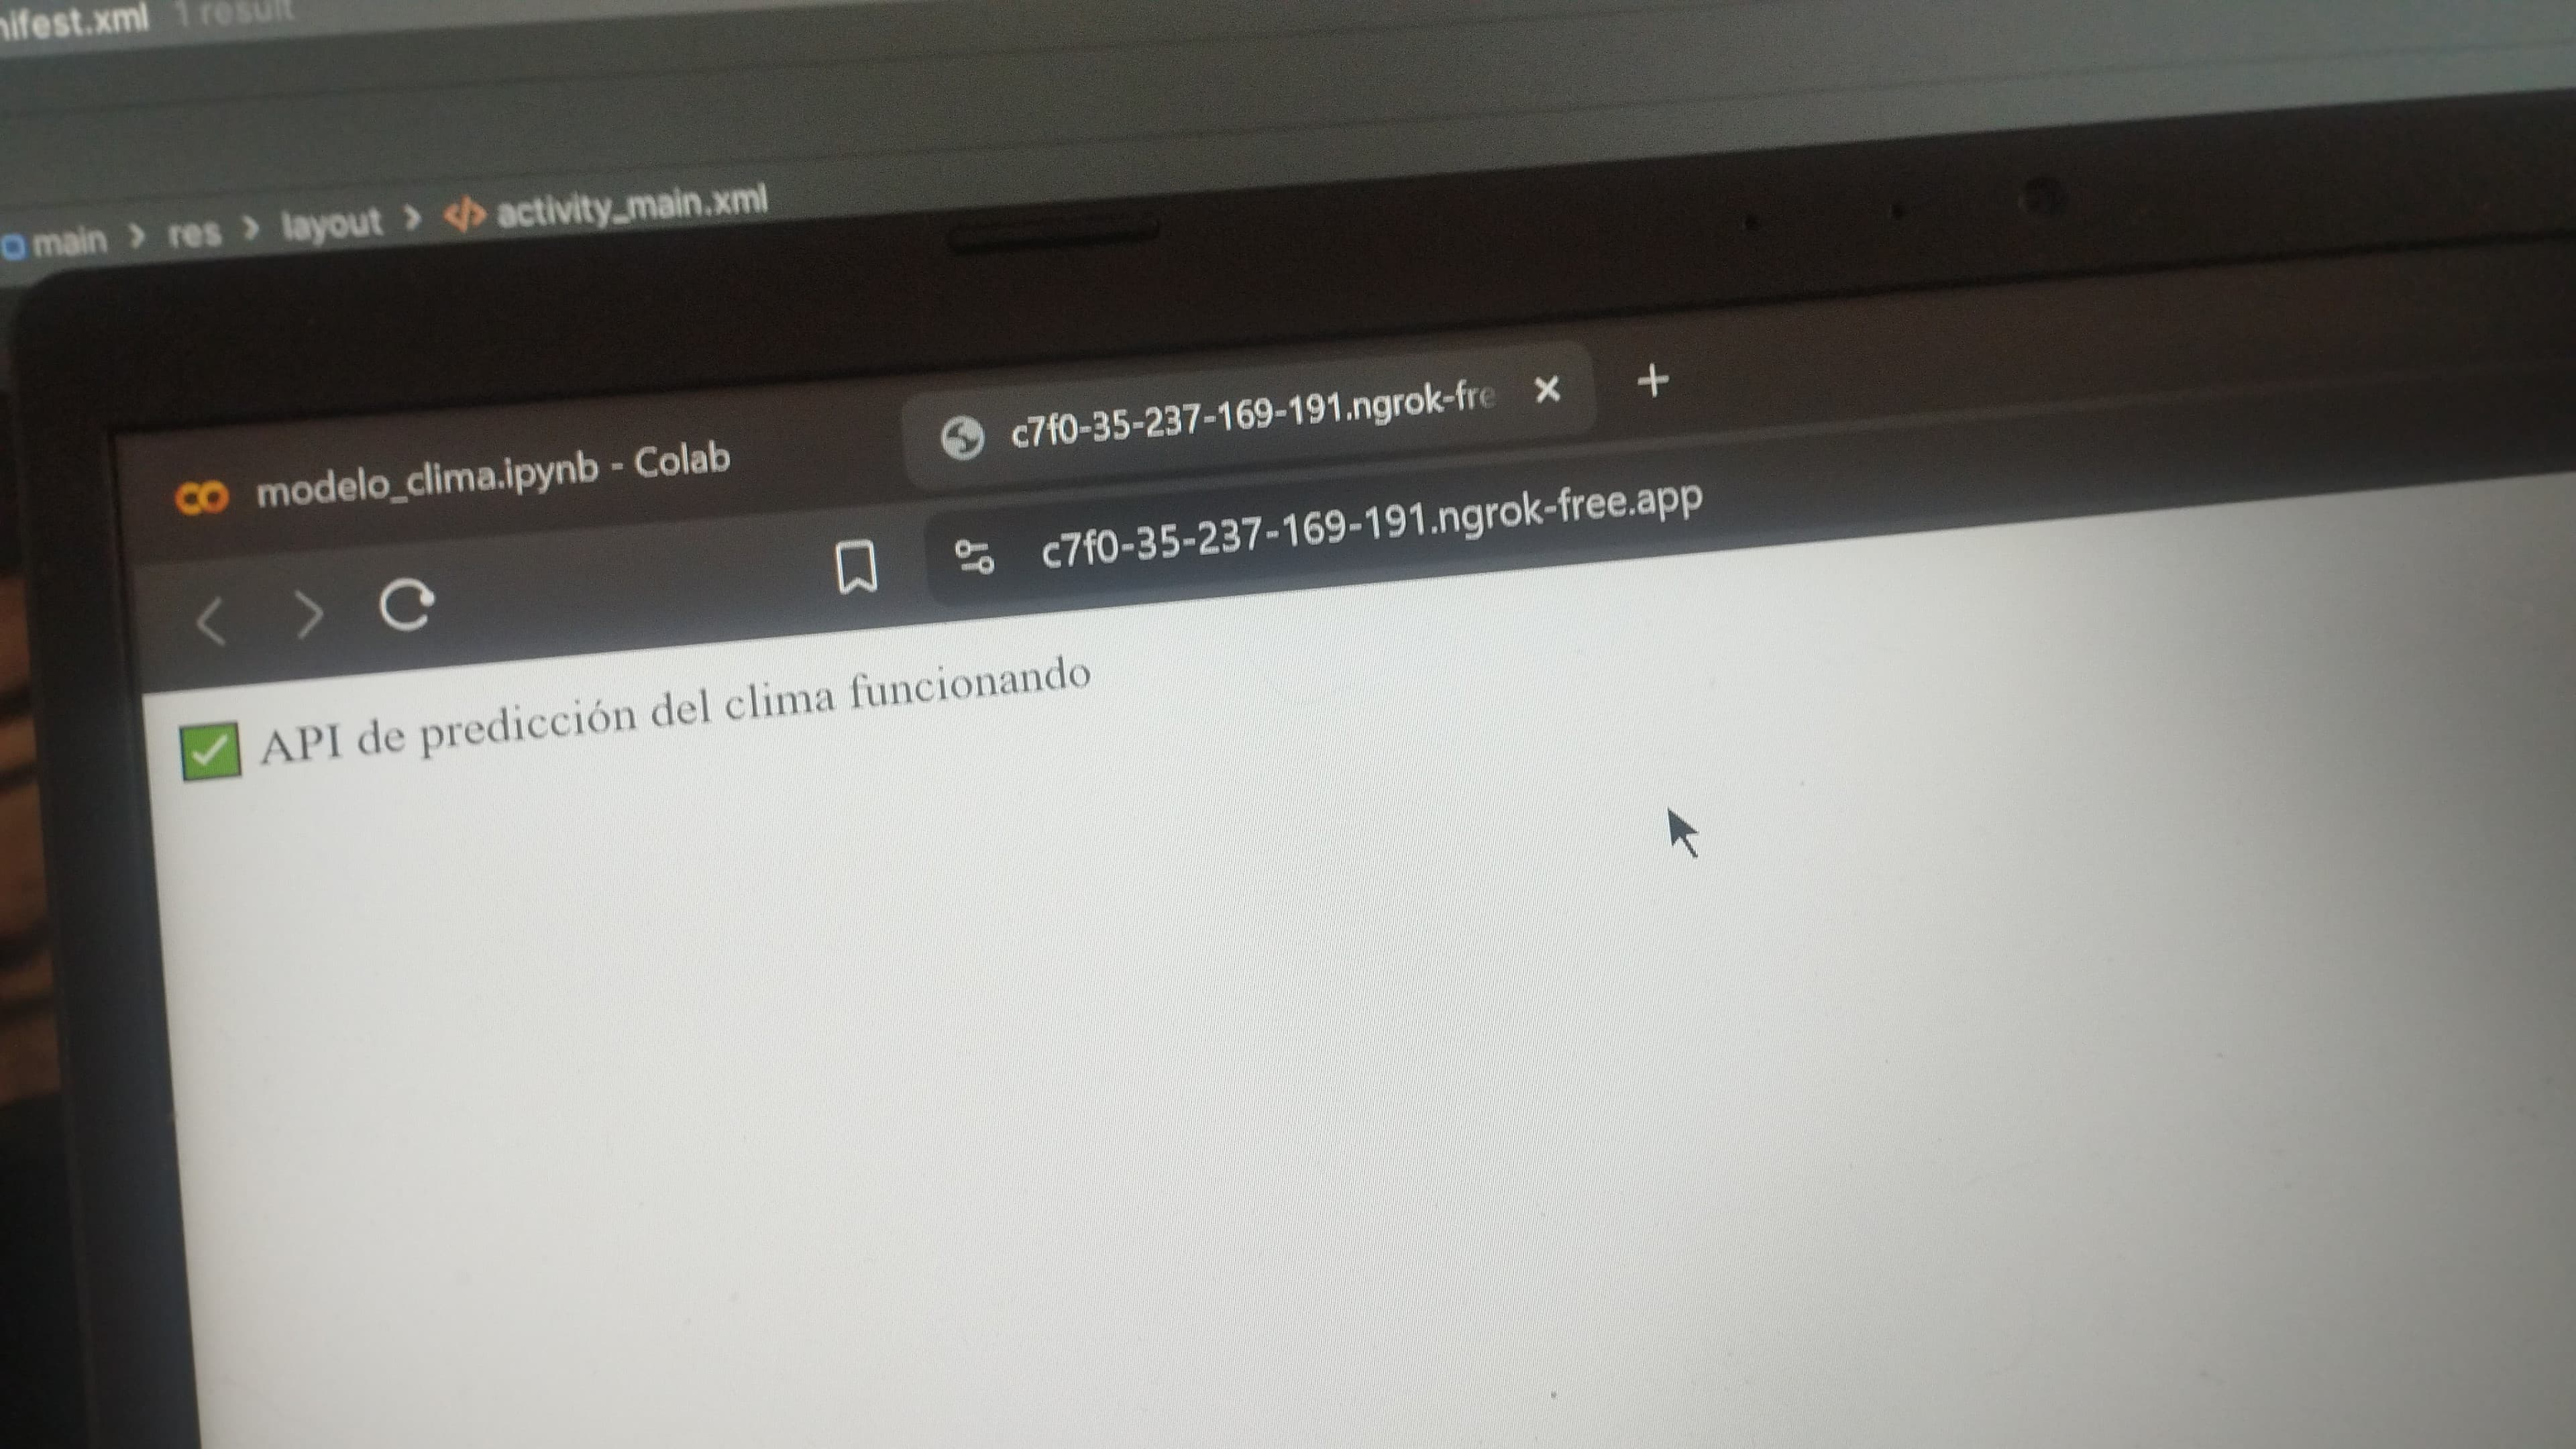 ifest.xml 1 result
main > res > layout > </> activity_main.xml
modelo_clima.ipynb - Colab
c7f0-35-237-169-191.ngrok-fre
c7f0-35-237-169-191.ngrok-free.app
API de predicción del clima funcionando